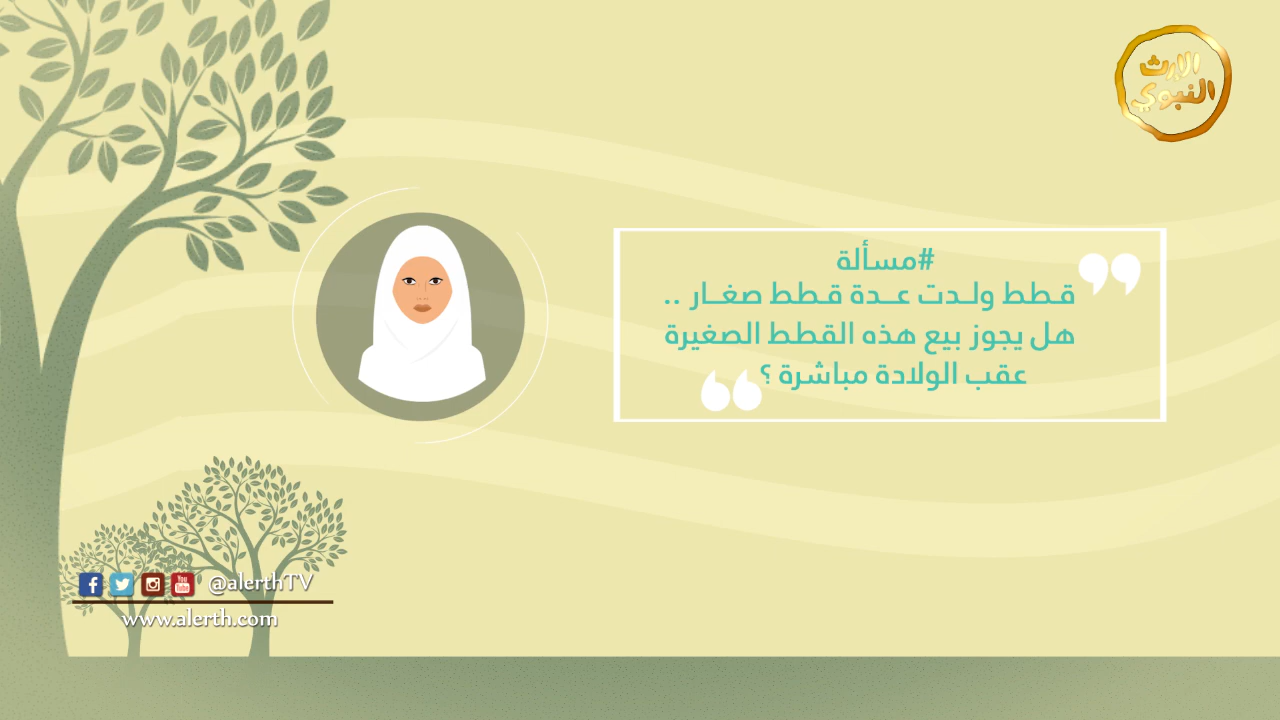 الإرث
النبوي
#مسألة
قطط ولدت عدة قطط صغار ..
هل يجوز بيع هذه القطط الصغيرة
عقب الولادة مباشرة ؟
@alerthTV
www.alerth.com